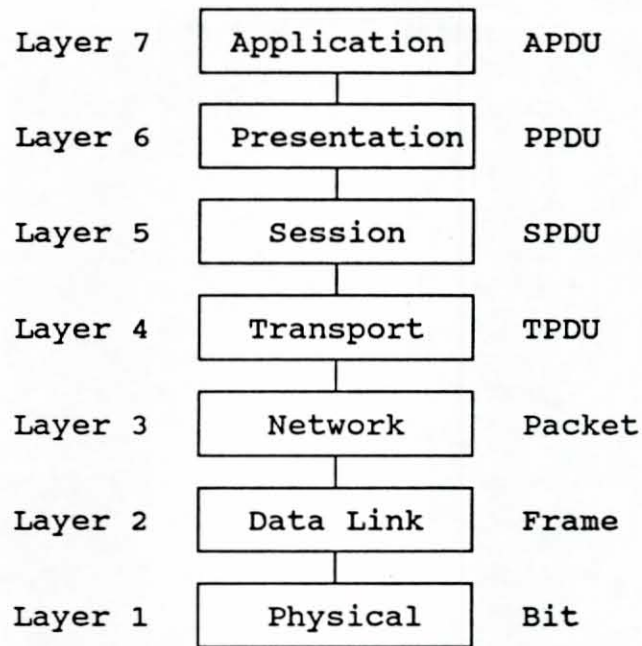 Layer 7 Application APDU
Layer 6 Presentation PPDU
Layer 5 Session SPDU
Layer 4 Transport TPDU
Layer 3 Network Packet
Layer 2 Data Link Frame
Layer 1 Physical Bit